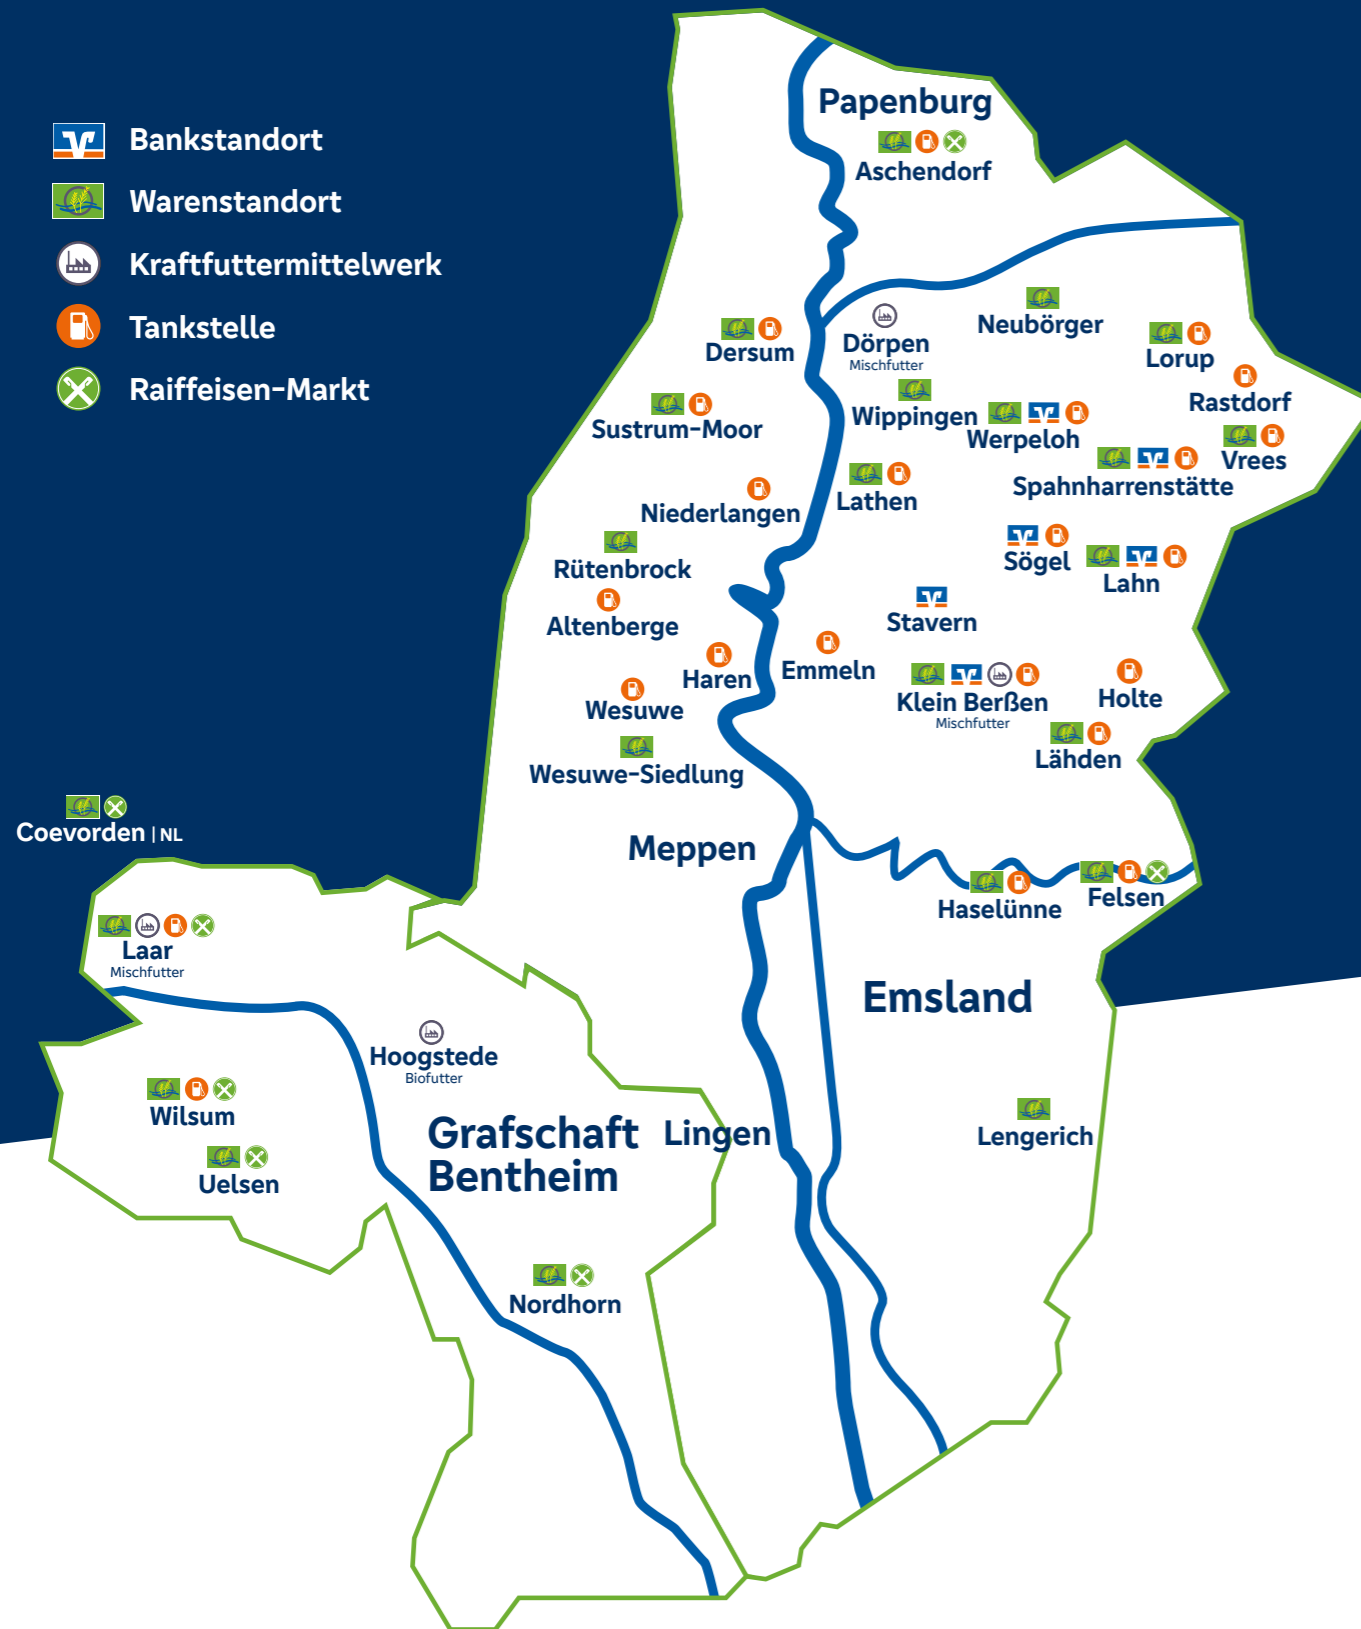 Bankstandort
Warenstandort
Kraftfuttermittelwerk
Tankstelle
Raiffeisen-Markt
Papenburg
Aschendorf
Neubörger
Dersum
Dörpen
Mischfutter
Lorup
Rastdorf
Sustrum-Moor
Wippingen
Werpeloh
Vrees
Spahnharrenstätte
Niederlangen
Lathen
Rütenbrock
Sögel
Lahn
Altenberge
Stavern
Haren
Emmeln
Klein Berßen
Mischfutter
Holte
Wesuwe
Lähden
Wesuwe-Siedlung
Coevorden | NL
Meppen
Haselünne
Felsen
Laar
Mischfutter
Emsland
Hoogstede
Biofutter
Wilsum
Grafschaft
Bentheim
Lingen
Lengerich
Uelsen
Nordhorn